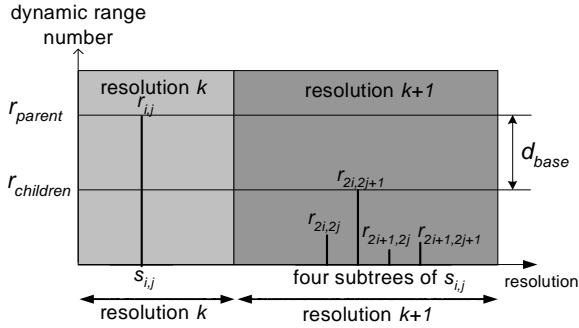 dynamic range
number
resolution k
resolution k+1
r_parent
r_i,j
d_base
r_children
r_2i,2j+1
r_2i,2j
r_2i+1,2j
r_2i+1,2j+1
s_i,j
four subtrees of s_i,j
resolution
resolution k
resolution k+1